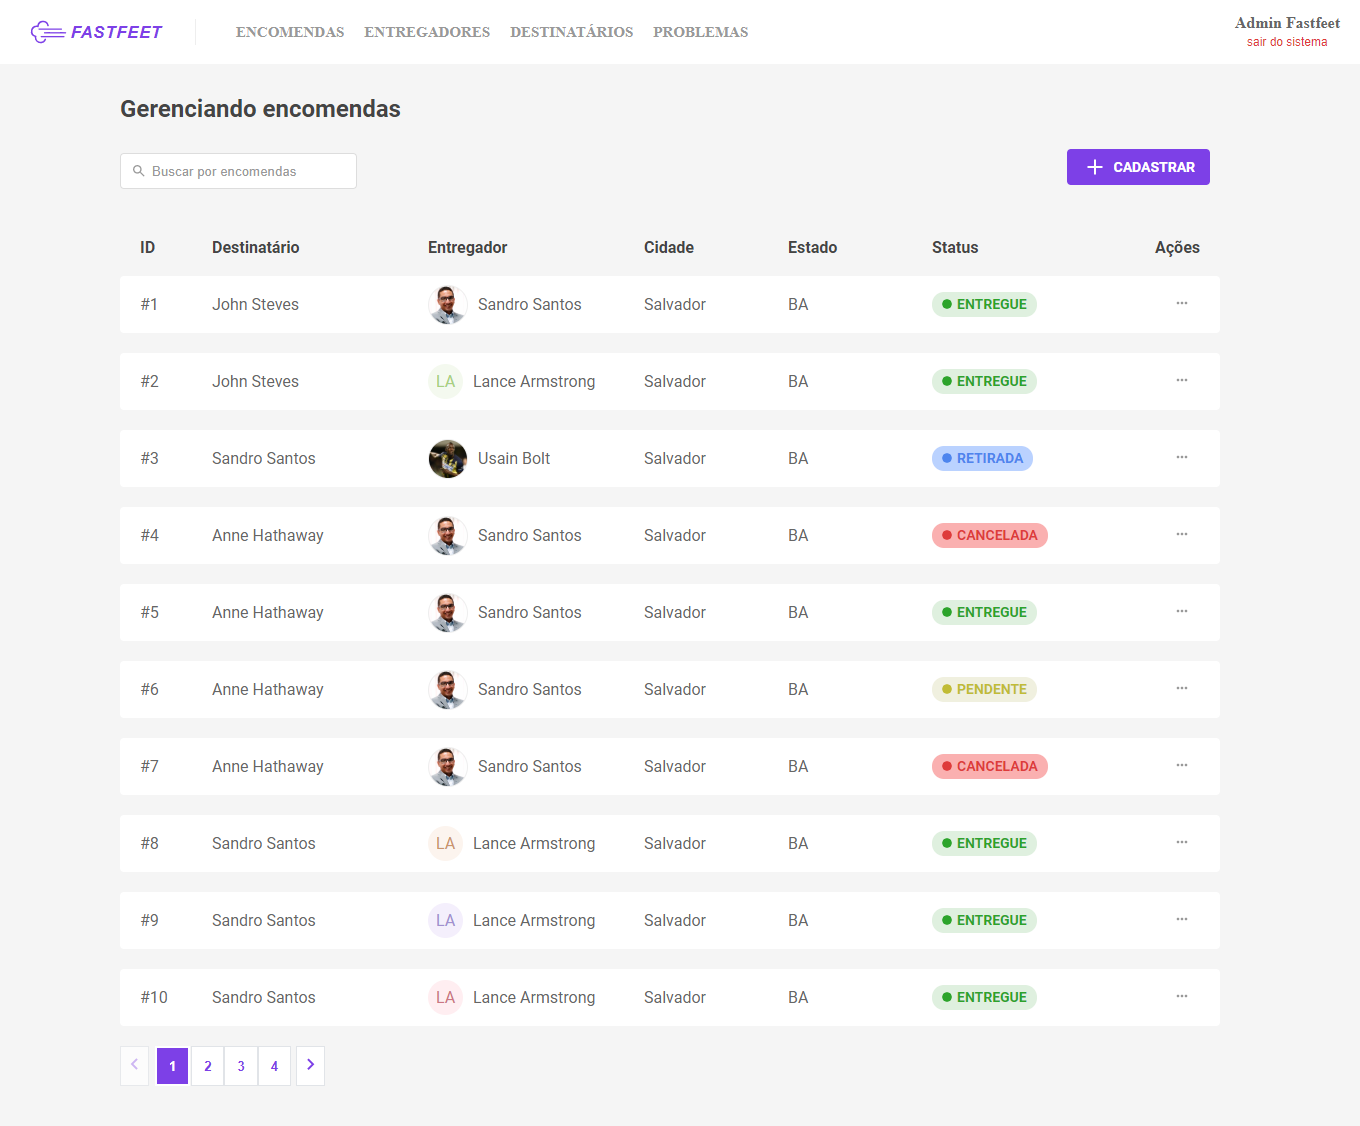 FASTFEET ENCOMENDAS ENTREGADORES DESTINATÁRIOS PROBLEMAS Admin Fastfeet
sair do sistema
Gerenciando encomendas
Buscar por encomendas CADASTRAR
ID Destinatário Entregador Cidade Estado Status Ações
#1 John Steves Sandro Santos Salvador BA ENTREGUE ...
#2 John Steves LA Lance Armstrong Salvador BA ENTREGUE ...
#3 Sandro Santos Usain Bolt Salvador BA RETIRADA ...
#4 Anne Hathaway Sandro Santos Salvador BA CANCELADA ...
#5 Anne Hathaway Sandro Santos Salvador BA ENTREGUE ...
#6 Anne Hathaway Sandro Santos Salvador BA PENDENTE ...
#7 Anne Hathaway Sandro Santos Salvador BA CANCELADA ...
#8 Sandro Santos LA Lance Armstrong Salvador BA ENTREGUE ...
#9 Sandro Santos LA Lance Armstrong Salvador BA ENTREGUE ...
#10 Sandro Santos LA Lance Armstrong Salvador BA ENTREGUE ...
1 2 3 4